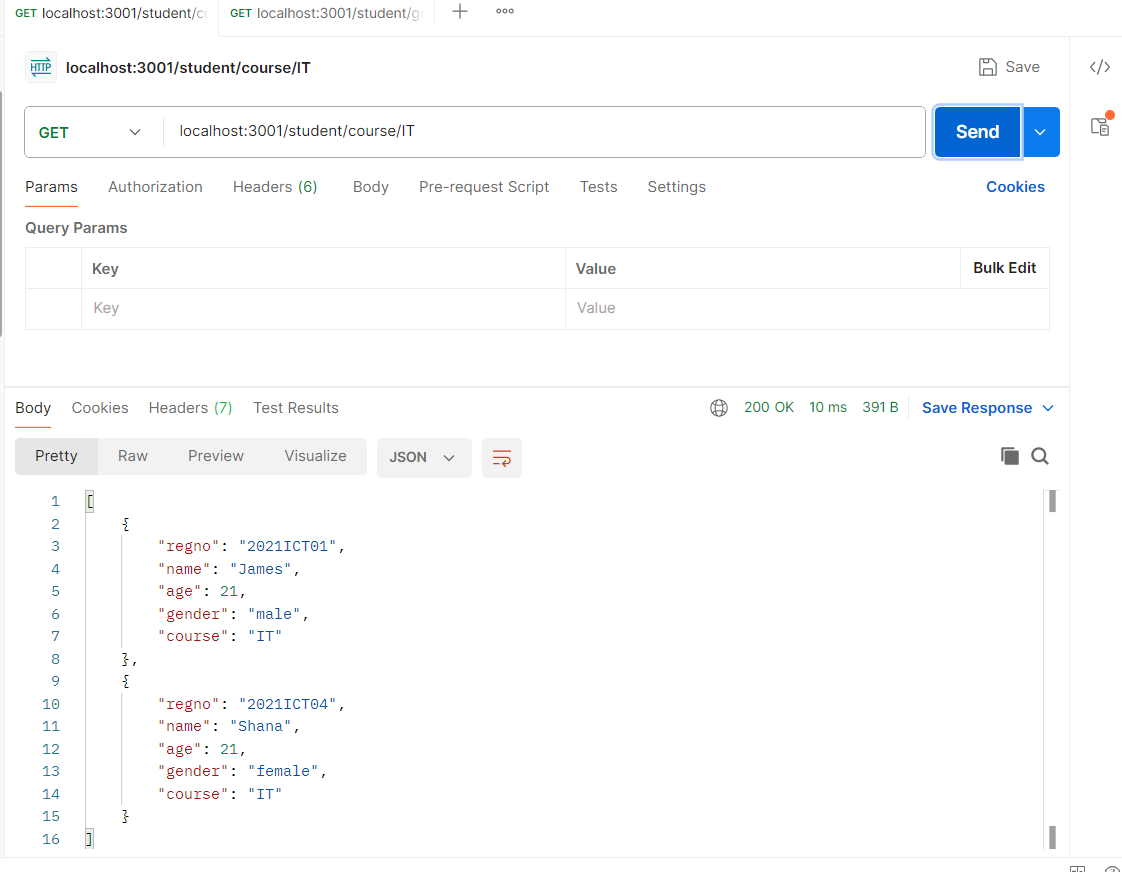 GET localhost:3001/student/c
GET localhost:3001/student/g
HTTP localhost:3001/student/course/IT Save
GET localhost:3001/student/course/IT Send
Params Authorization Headers (6) Body Pre-request Script Tests Settings Cookies
Query Params
Key Value Bulk Edit
Key Value
Body Cookies Headers (7) Test Results 200 OK 10 ms 391 B Save Response
Pretty Raw Preview Visualize JSON
1 [
2 {
3 "regno": "2021ICT01",
4 "name": "James",
5 "age": 21,
6 "gender": "male",
7 "course": "IT"
8 },
9 {
10 "regno": "2021ICT04",
11 "name": "Shana",
12 "age": 21,
13 "gender": "female",
14 "course": "IT"
15 }
16 ]